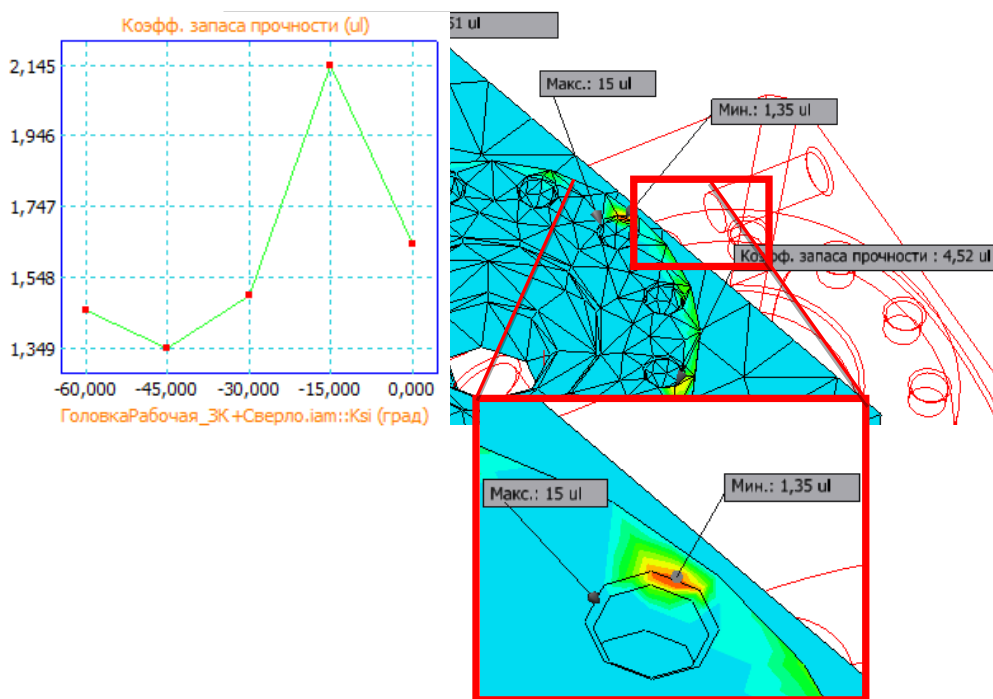 Коэфф. запаса прочности (ul)
2,145
1,946
1,747
1,548
1,349
-60,000 -45,000 -30,000 -15,000 0,000
ГоловкаРабочая_ЗК+Сверло.iam::Ksi (град)
51 ul
Макс.: 15 ul
Мин.: 1,35 ul
Коэфф. запаса прочности : 4,52 ul
Мин.: 1,35 ul
Макс.: 15 ul